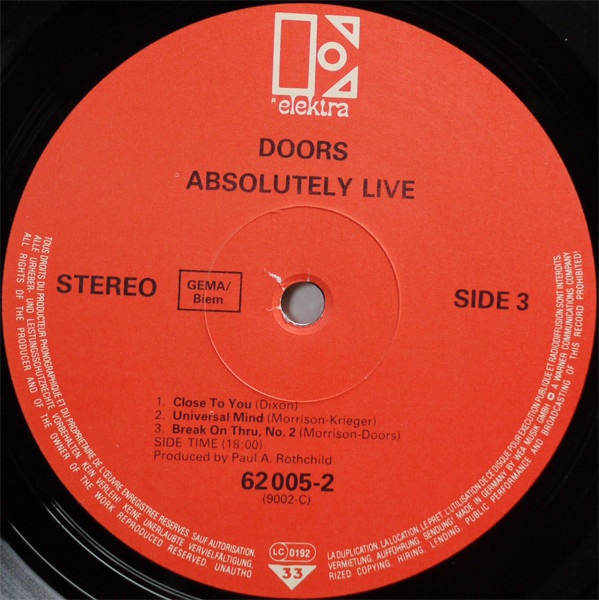 elektra
DOORS
ABSOLUTELY LIVE
STEREO
GEMA/
Biem
SIDE 3
1. Close To You (Dixon)
2. Universal Mind (Morrison-Krieger)
3. Break On Thru, No. 2 (Morrison-Doors)
SIDE TIME (18:00)
Produced by Paul A. Rothchild
62 005-2
(9002-C)
LC 0192
33
TOUS DROITS DU PRODUCTEUR PHONOGRAPHIQUE ET DU PROPRIETAIRE DE L'ŒUVRE ENREGISTREE RESERVES. SAUF AUTORISATION, LA DUPLICATION, LA LOCATION, LE PRET, L'UTILISATION DE CE DISQUE POUR EXECUTION PUBLIQUE ET RADIODIFFUSION SONT INTERDITS.
ALLE URHEBER- UND LEISTUNGSSCHUTZRECHTE VORBEHALTEN. KEIN VERLEIH! KEINE UNERLAUBTE VERVIELFÄLTIGUNG, VERMIETUNG, AUFFÜHRUNG, SENDUNG! MADE IN GERMANY BY WEA MUSIK GMBH A WARNER COMMUNICATIONS COMPANY
ALL RIGHTS OF THE PRODUCER AND OF THE OWNER OF THE WORK REPRODUCED RESERVED. UNAUTHORIZED COPYING, HIRING, LENDING, PUBLIC PERFORMANCE AND BROADCASTING OF THIS RECORD PROHIBITED!